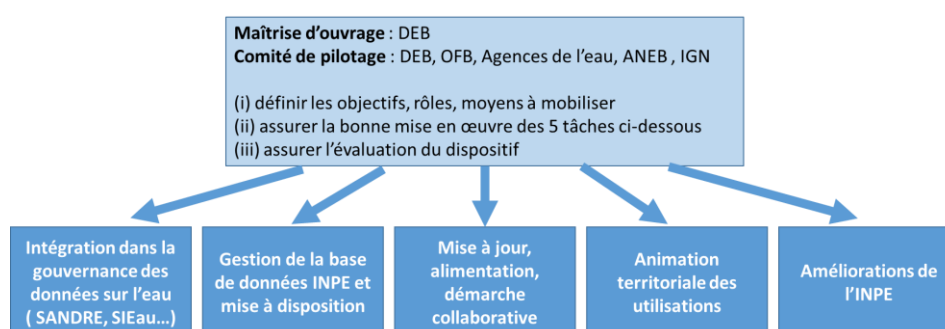 Maîtrise d'ouvrage : DEB
Comité de pilotage : DEB, OFB, Agences de l'eau, ANEB , IGN
(i) définir les objectifs, rôles, moyens à mobiliser
(ii) assurer la bonne mise en œuvre des 5 tâches ci-dessous
(iii) assurer l'évaluation du dispositif
Intégration dans la
gouvernance des
données sur l'eau
( SANDRE, SIEau…)
Gestion de la base
de données INPE et
mise à disposition
Mise à jour,
alimentation,
démarche
collaborative
Animation
territoriale des
utilisations
Améliorations de
l'INPE